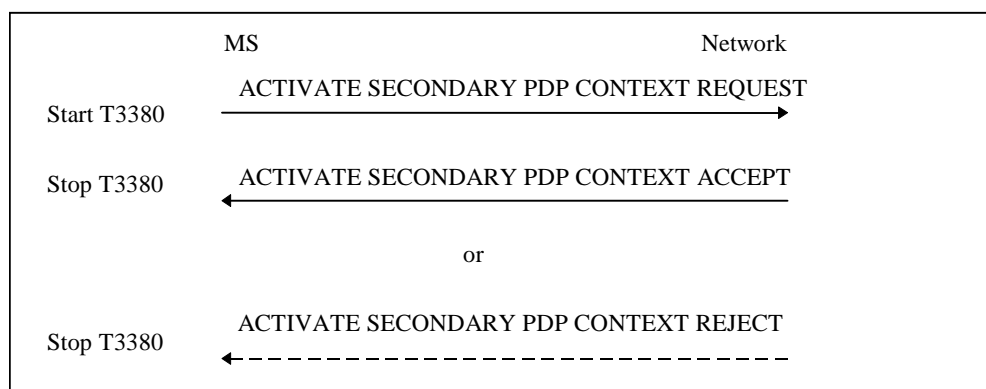 MS Network
ACTIVATE SECONDARY PDP CONTEXT REQUEST
Start T3380
ACTIVATE SECONDARY PDP CONTEXT ACCEPT
Stop T3380
or
ACTIVATE SECONDARY PDP CONTEXT REJECT
Stop T3380